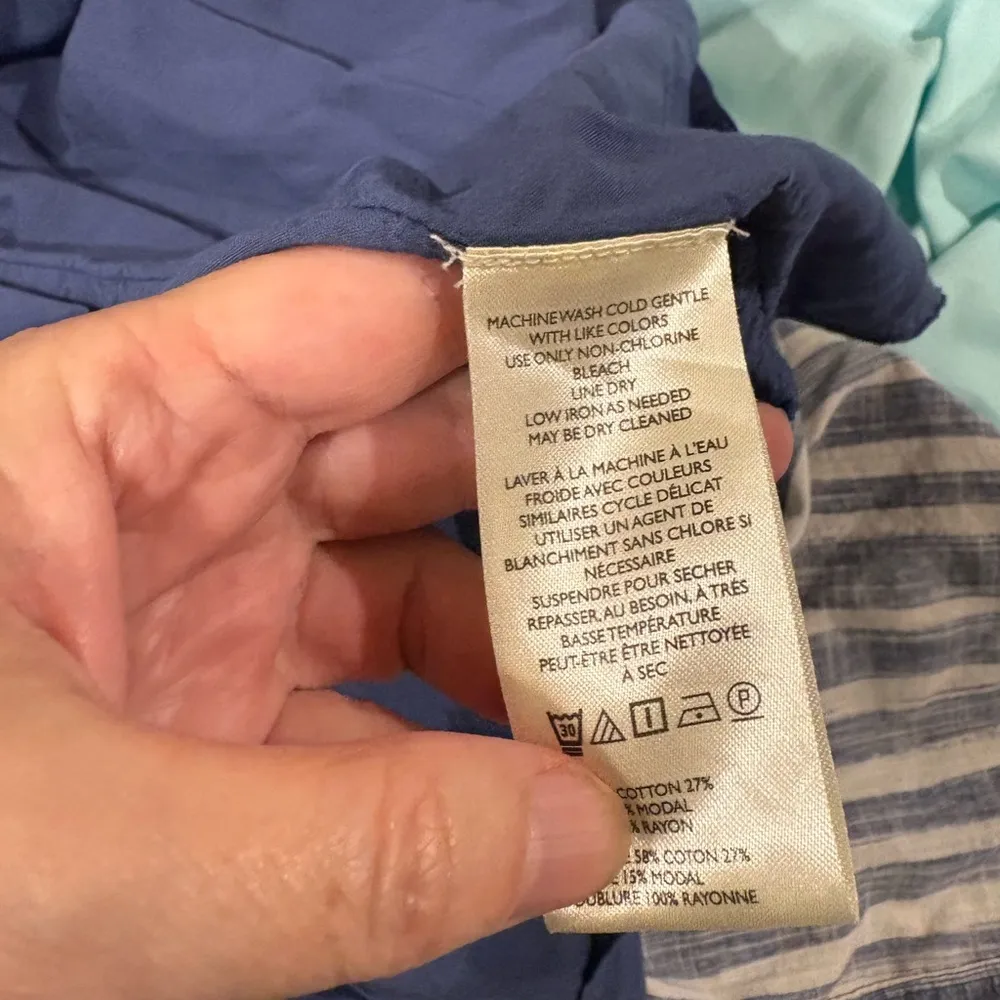 MACHINE WASH COLD GENTLE
WITH LIKE COLORS
USE ONLY NON-CHLORINE
BLEACH
LINE DRY
LOW IRON AS NEEDED
MAY BE DRY CLEANED
LAVER À LA MACHINE À L'EAU
FROIDE AVEC COULEURS
SIMILAIRES CYCLE DÉLICAT
UTILISER UN AGENT DE
BLANCHIMENT SANS CHLORE SI
NÉCESSAIRE
SUSPENDRE POUR SECHER
REPASSER, AU BESOIN, À TRÈS
BASSE TEMPÉRATURE
PEUT-ÊTRE ÊTRE NETTOYÉE
A SEC
30 P
COTTON 27%
% MODAL
% RAYON
58% COTON 27%
15% MODAL
DUBLURE 100% RAYONNE